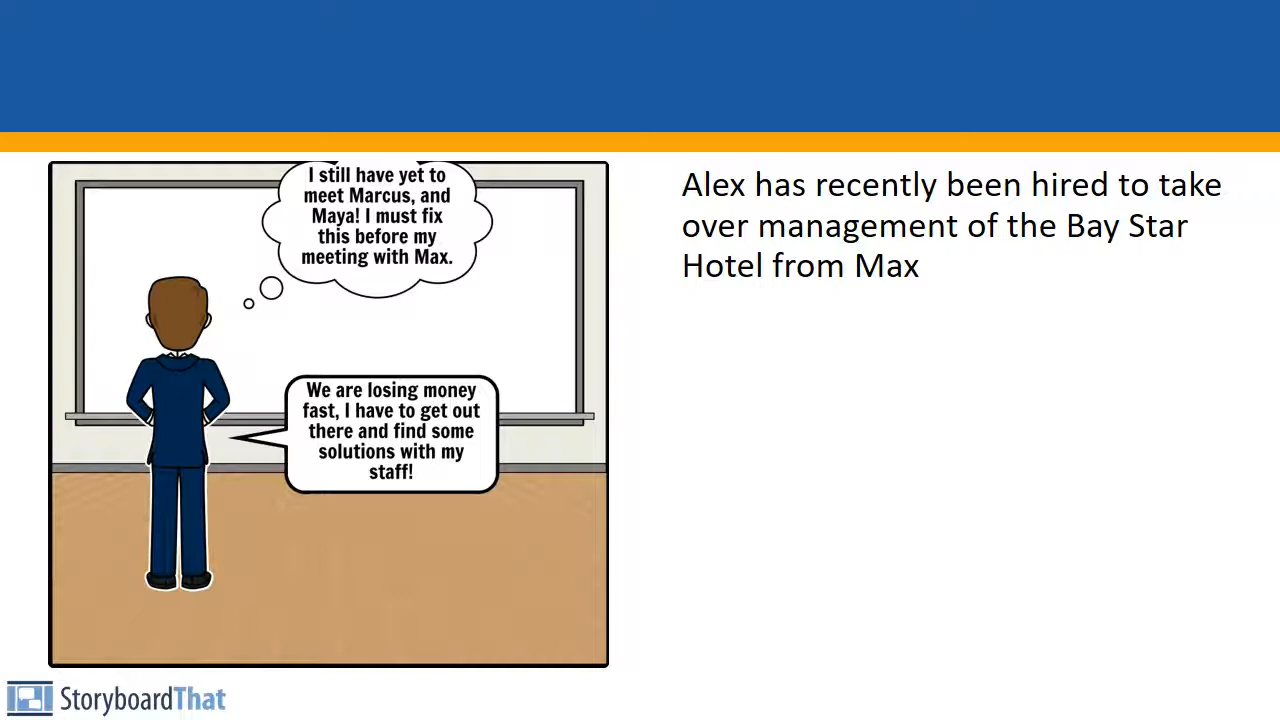 I still have yet to
meet Marcus, and
Maya! I must fix
this before my
meeting with Max.
We are losing money
fast, I have to get out
there and find some
solutions with my
staff!
Alex has recently been hired to take
over management of the Bay Star
Hotel from Max
StoryboardThat